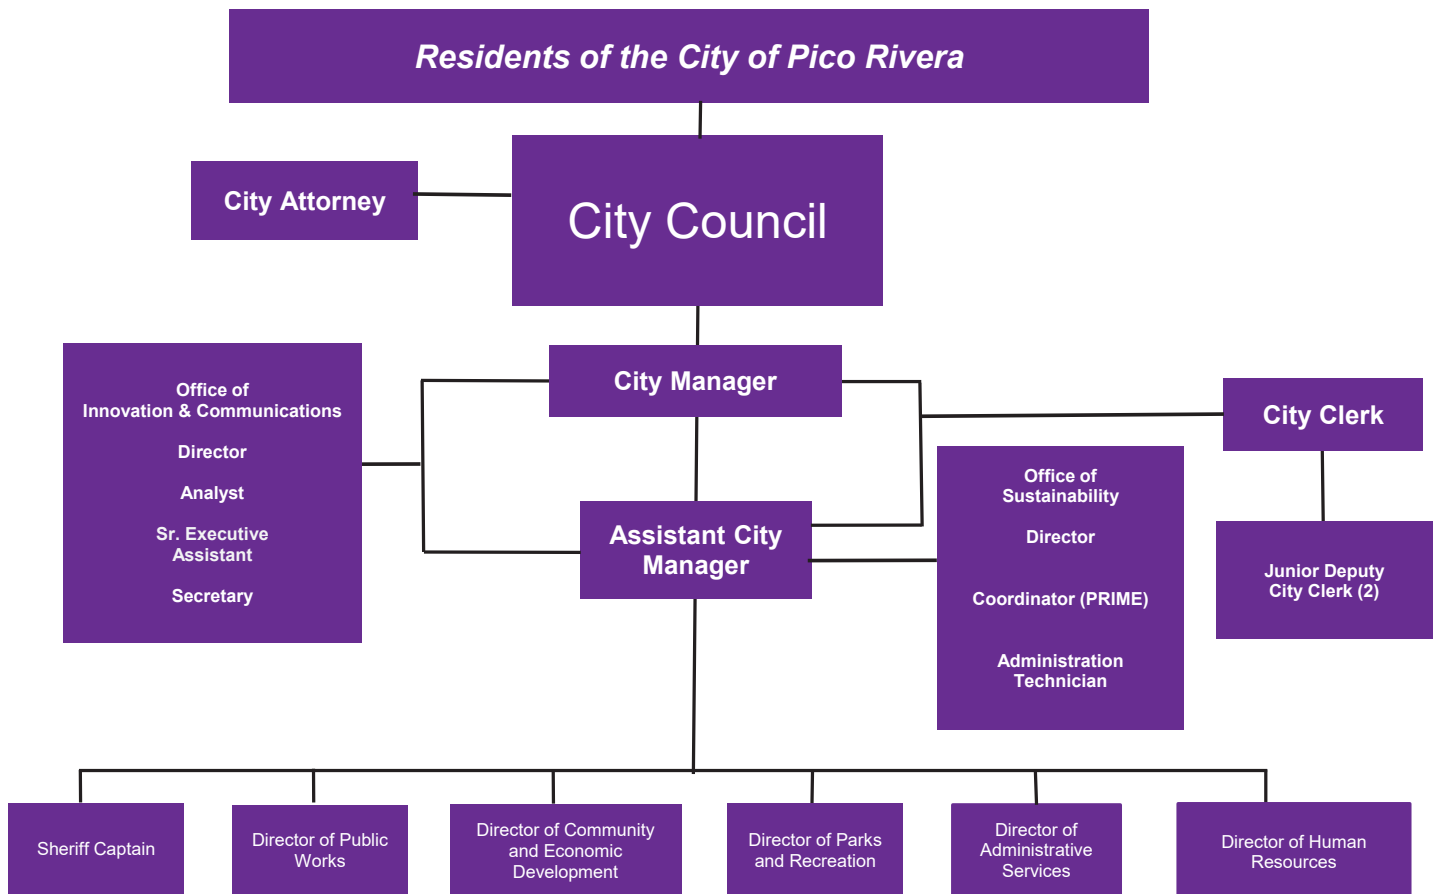 Residents of the City of Pico Rivera
City Attorney
City Council
City Manager
Office of
Innovation & Communications
Director
Analyst
Sr. Executive
Assistant
Secretary
City Clerk
Assistant City
Manager
Office of
Sustainability
Director
Coordinator (PRIME)
Administration
Technician
Junior Deputy
City Clerk (2)
Sheriff Captain
Director of Public
Works
Director of Community
and Economic
Development
Director of Parks
and Recreation
Director of
Administrative
Services
Director of Human
Resources